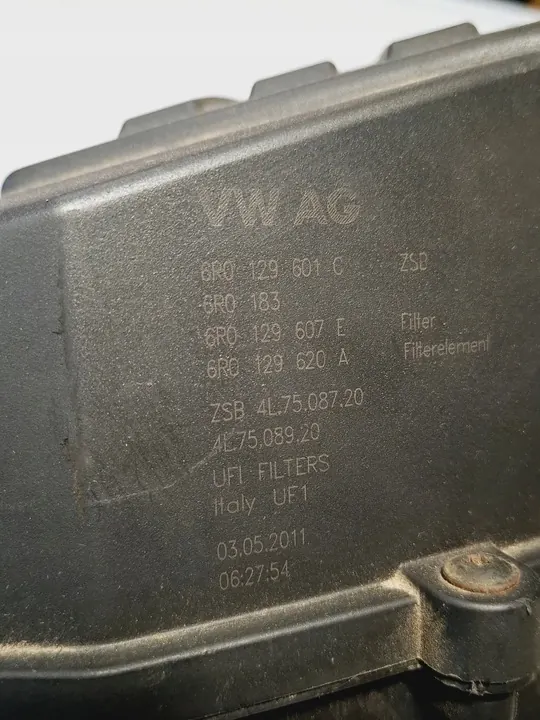 VW AG
6R0 129 601 C ZSB
6R0 183
6R0 129 607 E Filter
6R0 129 620 A Filterelement
ZSB 4L.75.087.20
4L.75.089.20
UFI FILTERS
Italy UF1
03.05.2011
06:27:54